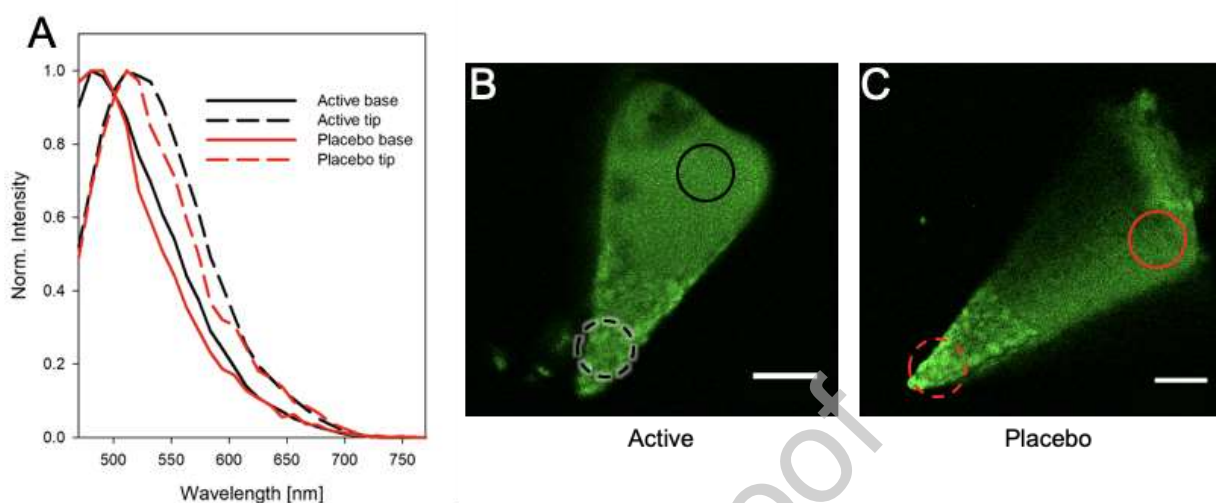 A
Norm. Intensity
1.0
0.8
0.6
0.4
0.2
0.0
Active base
Active tip
Placebo base
Placebo tip
500 550 600 650 700 750
Wavelength [nm]
B
Active
C
Placebo
oof